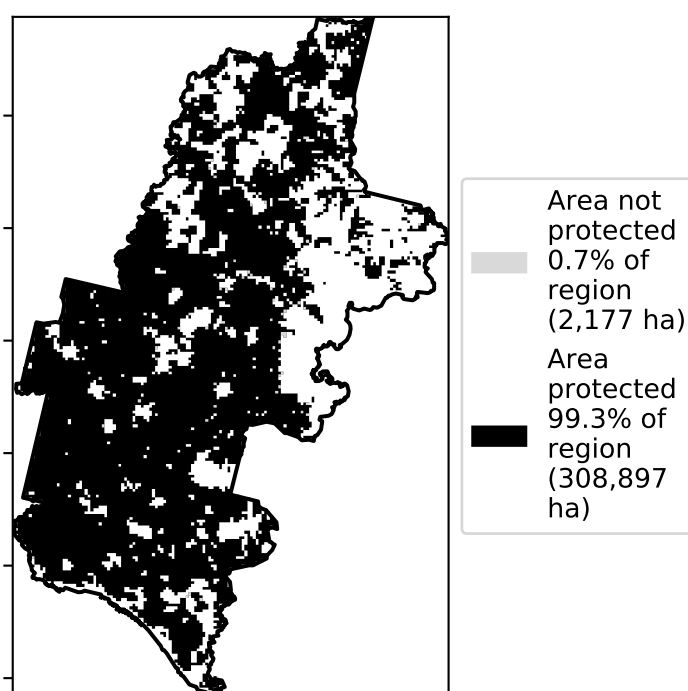 Area not
protected
0.7% of
region
(2,177 ha)
Area
protected
99.3% of
region
(308,897
ha)